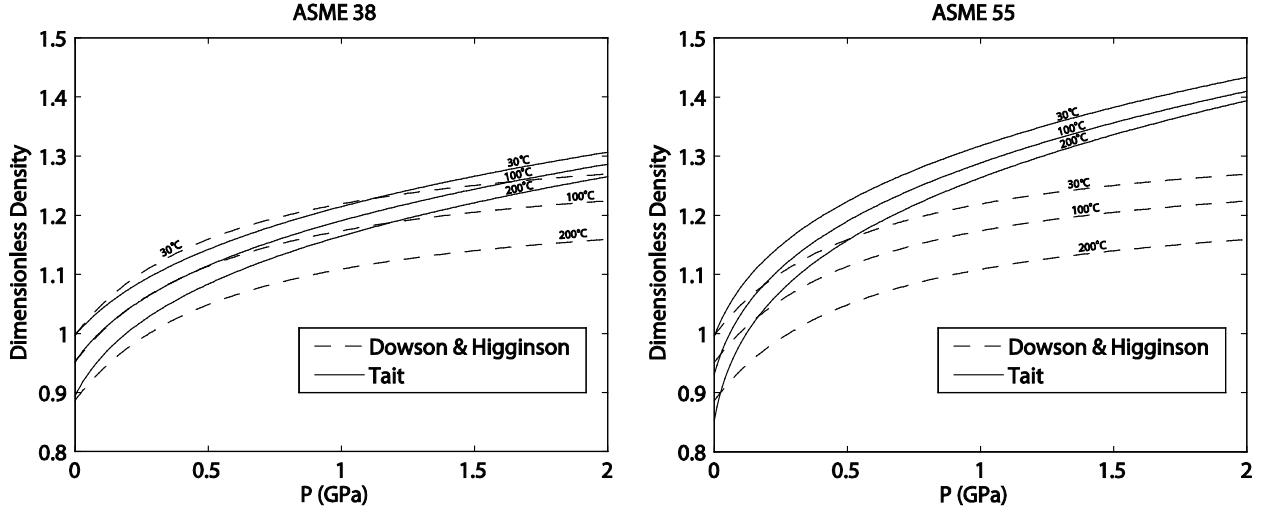 ASME 38
1.5
1.4
1.3
1.2
1.1
1
0.9
0.8
Dimensionless Density
30°C
30°C
100°C
200°C
100°C
200°C
Dowson & Higginson
Tait
0
0.5
1
1.5
2
P (GPa)
ASME 55
1.5
1.4
1.3
1.2
1.1
1
0.9
0.8
Dimensionless Density
30°C
100°C
200°C
30°C
100°C
200°C
Dowson & Higginson
Tait
0
0.5
1
1.5
2
P (GPa)